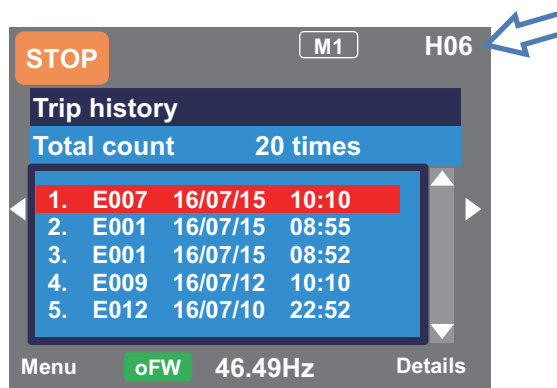 STOP M1 H06
Trip history
Total count 20 times
1. E007 16/07/15 10:10
2. E001 16/07/15 08:55
3. E001 16/07/15 08:52
4. E009 16/07/12 10:10
5. E012 16/07/10 22:52
Menu oFW 46.49Hz Details